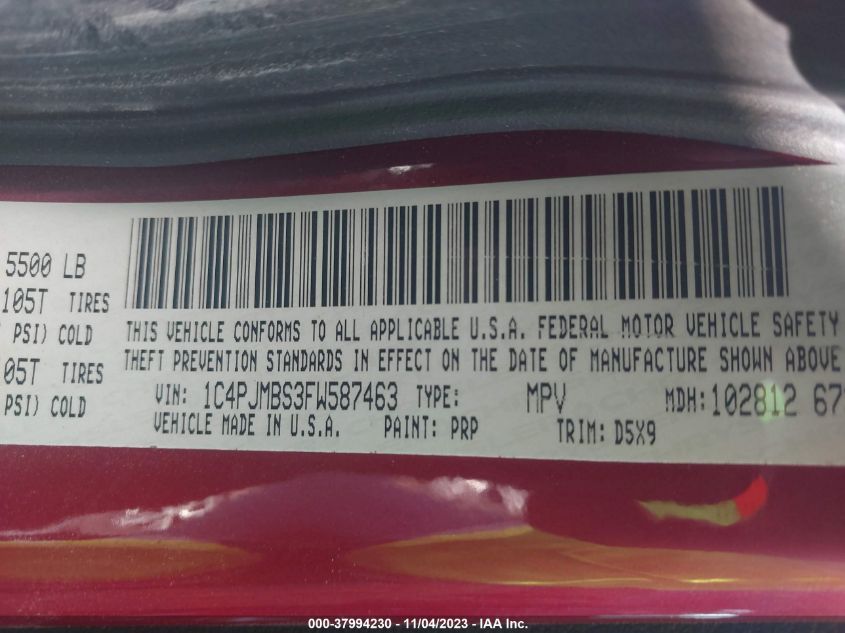 5500 LB
105T TIRES
PSI) COLD
05T TIRES
PSI) COLD
THIS VEHICLE CONFORMS TO ALL APPLICABLE U.S.A. FEDERAL MOTOR VEHICLE SAFETY
THEFT PREVENTION STANDARDS IN EFFECT ON THE DATE OF MANUFACTURE SHOWN ABOVE
VIN: 1C4PJMBS3FW587463 TYPE: MPV MDH: 102812 67
VEHICLE MADE IN U.S.A. PAINT: PRP TRIM: D5X9
000-37994230 - 11/04/2023 - IAA Inc.